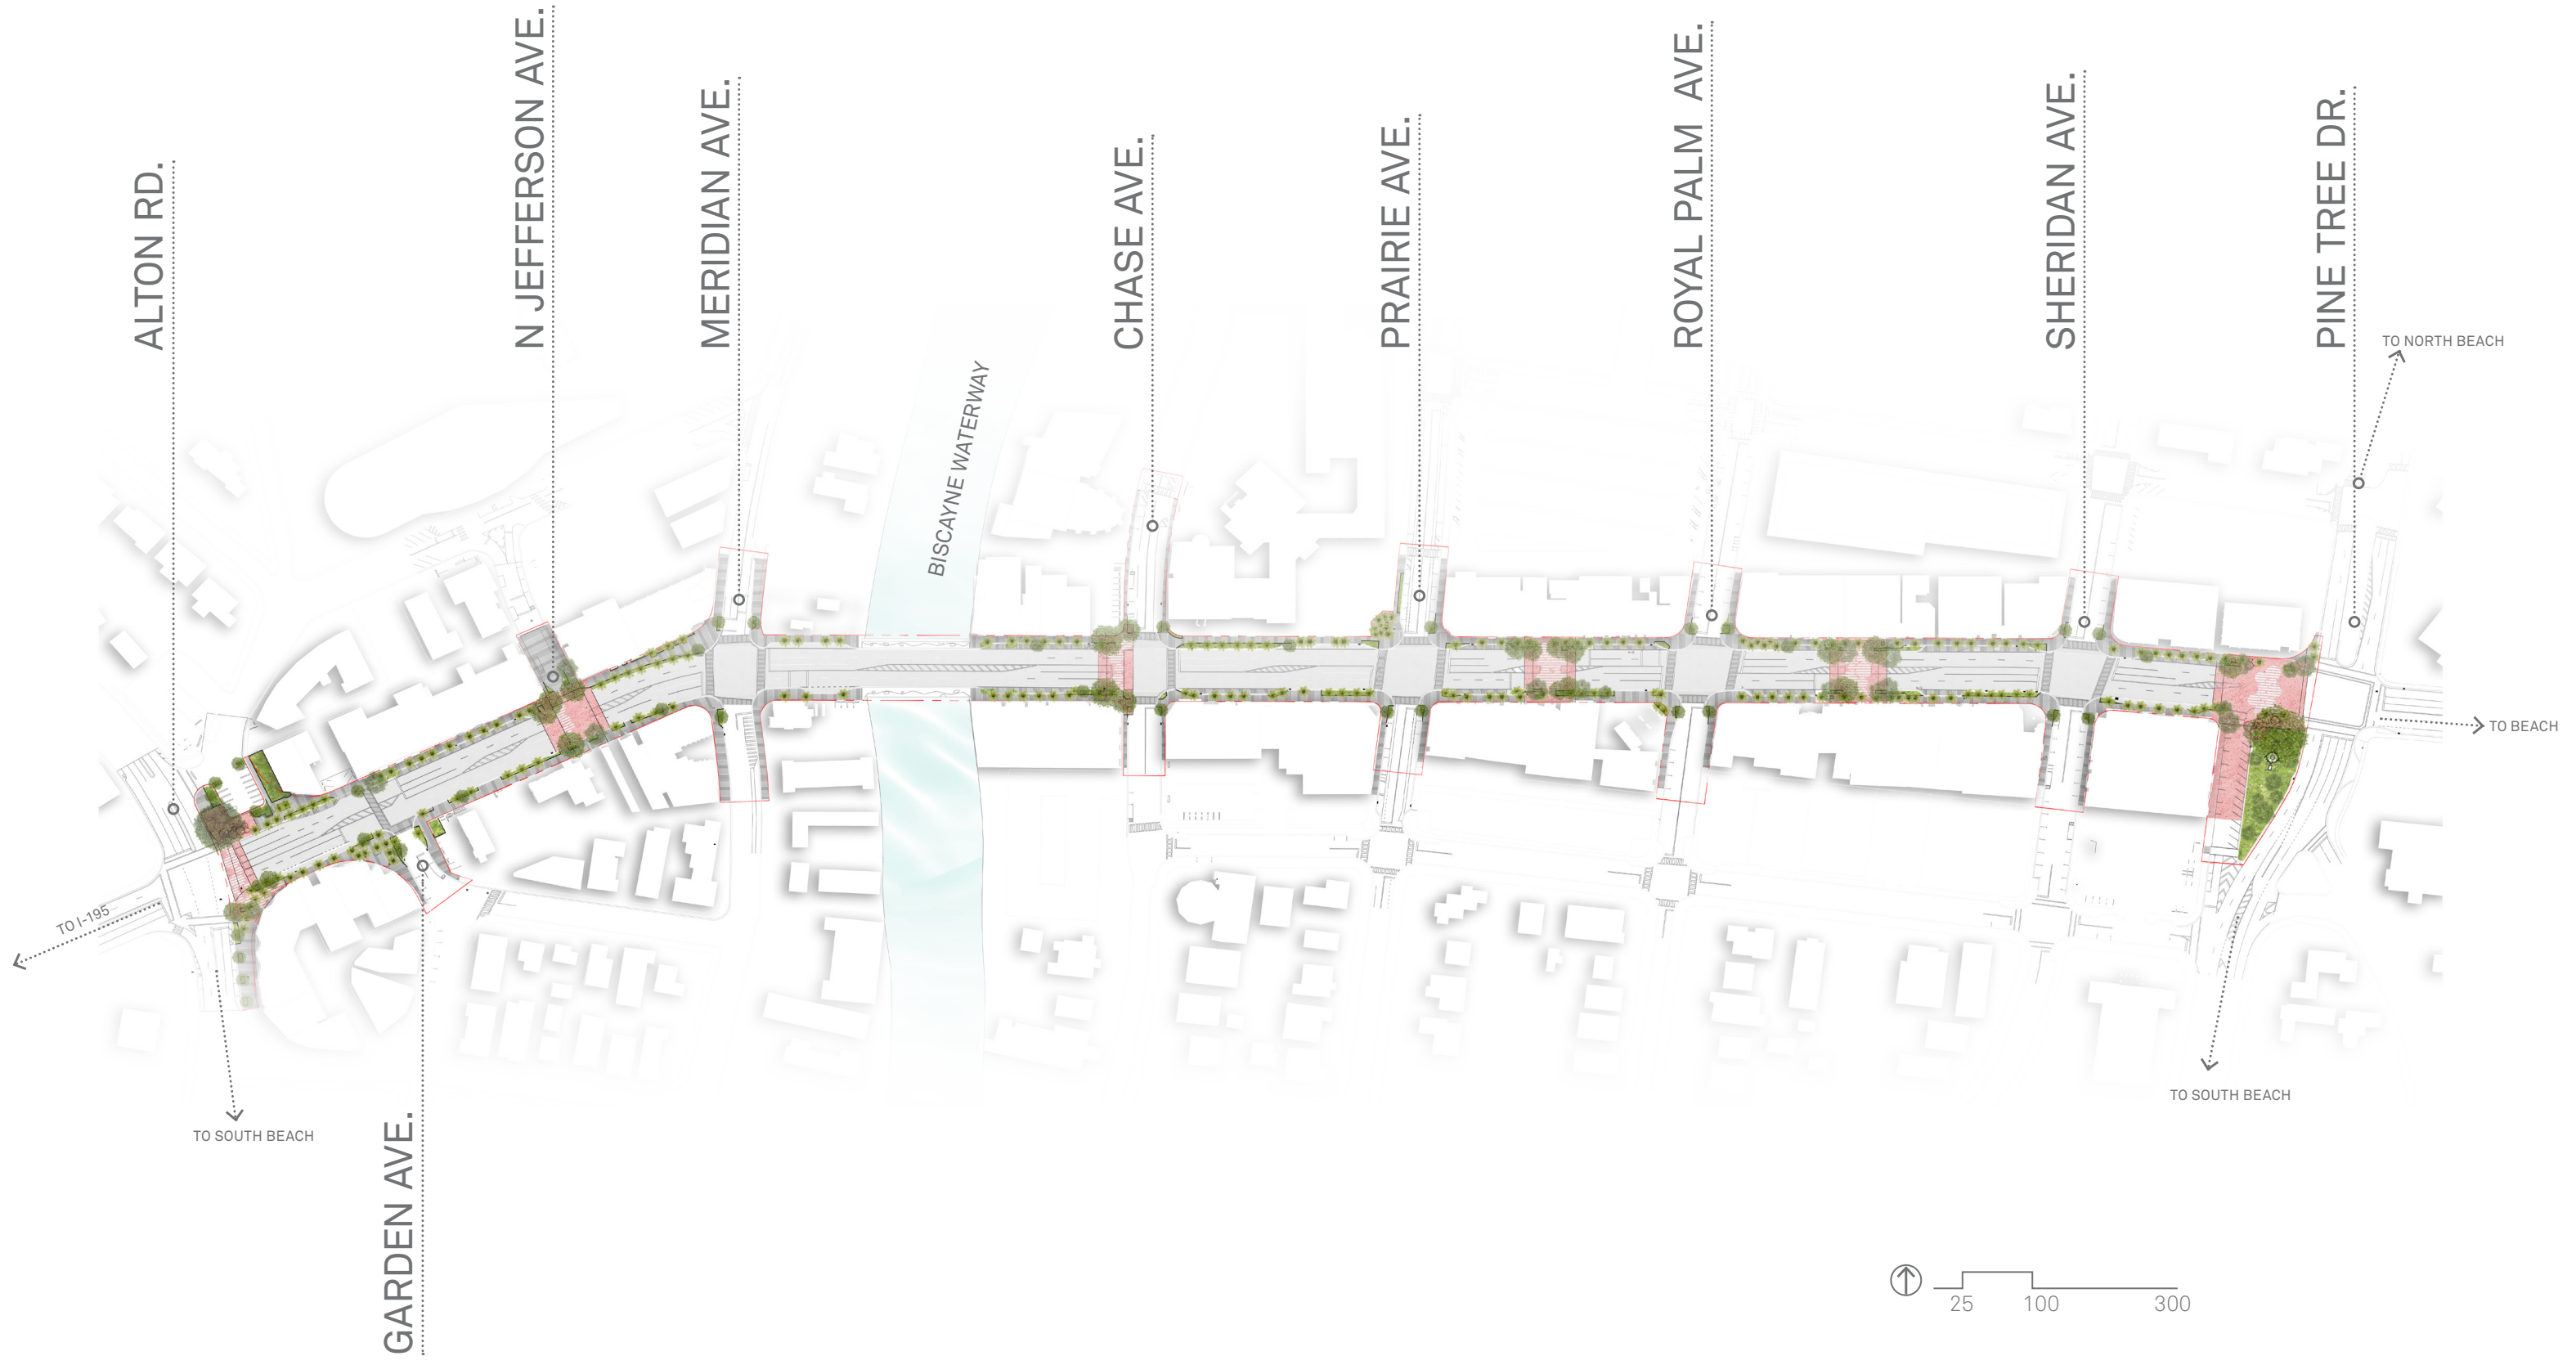 ALTON RD.
N JEFFERSON AVE.
MERIDIAN AVE.
CHASE AVE.
PRAIRIE AVE.
ROYAL PALM AVE.
SHERIDAN AVE.
PINE TREE DR.
TO NORTH BEACH
BISCAYNE WATERWAY
TO BEACH
TO I-195
TO SOUTH BEACH
TO SOUTH BEACH
GARDEN AVE.
25 100 300